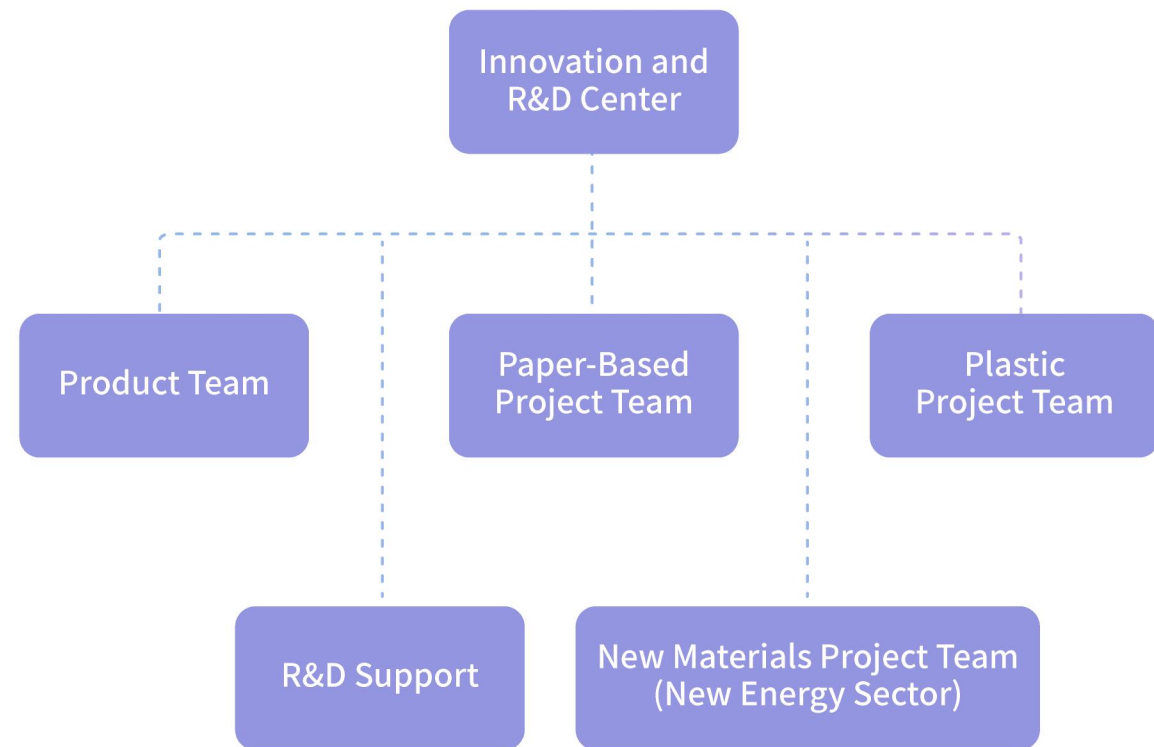 Innovation and
R&D Center
Product Team
Paper-Based
Project Team
Plastic
Project Team
R&D Support
New Materials Project Team
(New Energy Sector)